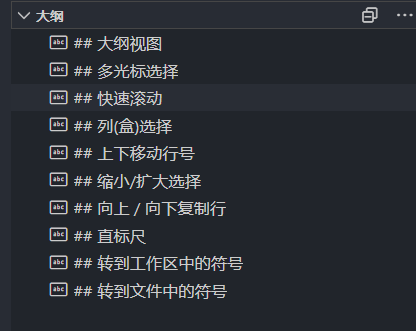 大纲
## 大纲视图
## 多光标选择
## 快速滚动
## 列(盒)选择
## 上下移动行号
## 缩小/扩大选择
## 向上 / 向下复制行
## 直标尺
## 转到工作区中的符号
## 转到文件中的符号